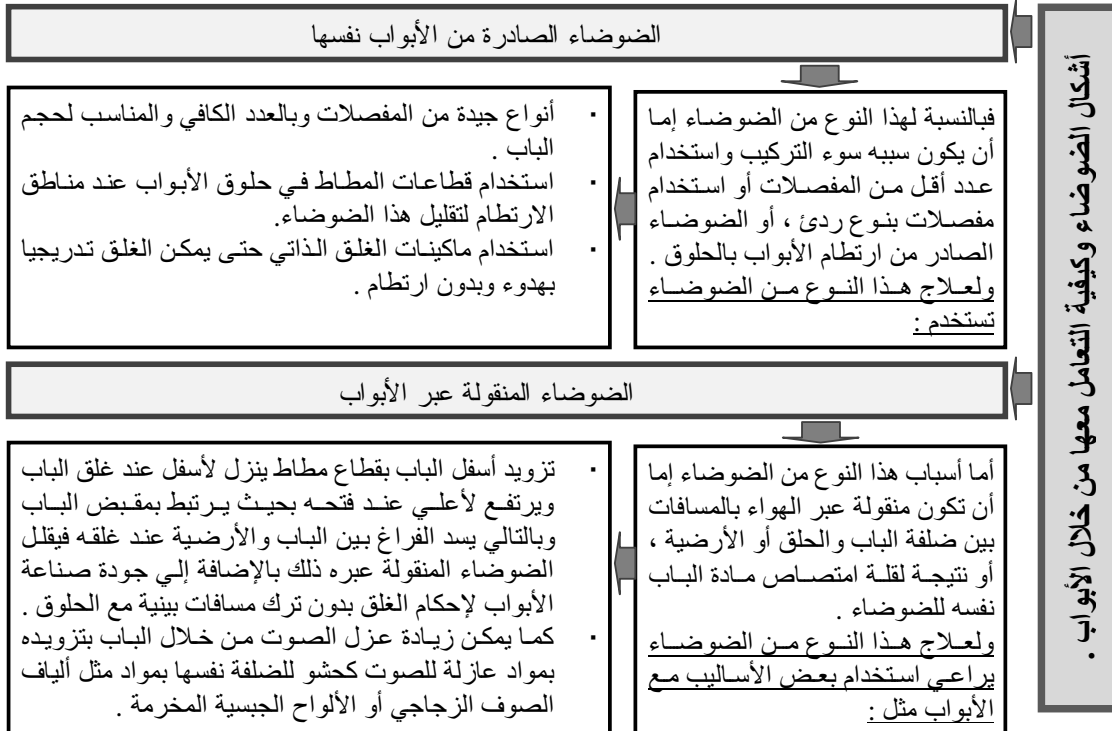 أشكال الضوضاء وكيفية التعامل معها من خلال الأبواب .
الضوضاء الصادرة من الأبواب نفسها
فبالنسبة لهذا النوع من الضوضاء إما
أن يكون سببه سوء التركيب واستخدام
عدد أقل من المفصلات أو استخدام
مفصلات بنوع ردئ ، أو الضوضاء
الصادر من ارتطام الأبواب بالحلوق .
ولعلاج هذا النوع من الضوضاء
تستخدم :
· أنواع جيدة من المفصلات وبالعدد الكافي والمناسب لحجم
الباب .
· استخدام قطاعات المطاط في حلوق الأبواب عند مناطق
الارتطام لتقليل هذا الضوضاء.
· استخدام ماكينات الغلق الذاتي حتى يمكن الغلق تدريجيا
بهدوء وبدون ارتطام .
الضوضاء المنقولة عبر الأبواب
أما أسباب هذا النوع من الضوضاء إما
أن تكون منقولة عبر الهواء بالمسافات
بين ضلفة الباب والحلق أو الأرضية ،
أو نتيجة لقلة امتصاص مادة الباب
نفسه للضوضاء .
ولعلاج هذا النوع من الضوضاء
يراعي استخدام بعض الأساليب مع
الأبواب مثل :
· تزويد أسفل الباب بقطاع مطاط ينزل لأسفل عند غلق الباب
ويرتفع لأعلي عند فتحه بحيث يرتبط بمقبض الباب
وبالتالي يسد الفراغ بين الباب والأرضية عند غلقه فيقلل
الضوضاء المنقولة عبره ذلك بالإضافة إلي جودة صناعة
الأبواب لإحكام الغلق بدون ترك مسافات بينية مع الحلوق .
· كما يمكن زيادة عزل الصوت من خلال الباب بتزويده
بمواد عازلة للصوت كحشو للضلفة نفسها بمواد مثل ألياف
الصوف الزجاجي أو الألواح الجبسية المخرمة .